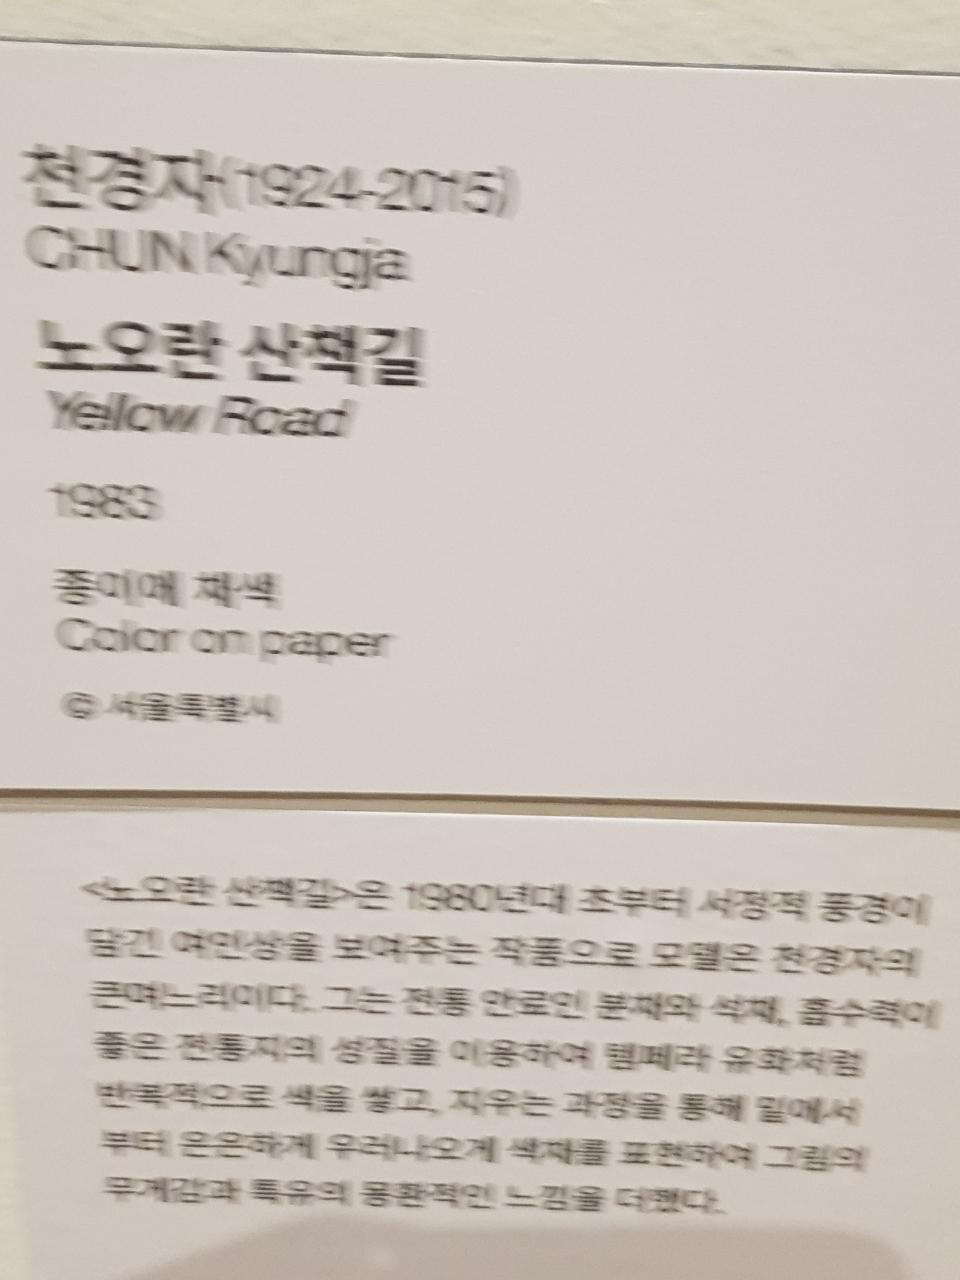 천경자(1924-2015)
CHUN Kyungja
노오란 산책길
Yellow Road
1983
종이에 채색
Color on paper
© 서울특별시
<노오란 산책길>은 1980년대 초부터 서정적 풍경이
담긴 여인상을 보여주는 작품으로 모델은 천경자의
큰며느리이다. 그는 전통 안료인 분채와 석채, 흡수력이
좋은 전통지의 성질을 이용하여 템페라 유화처럼
반복적으로 색을 쌓고, 지우는 과정을 통해 밑에서
부터 은은하게 우러나오게 색채를 표현하여 그림의
무게감과 특유의 몽환적인 느낌을 더했다.